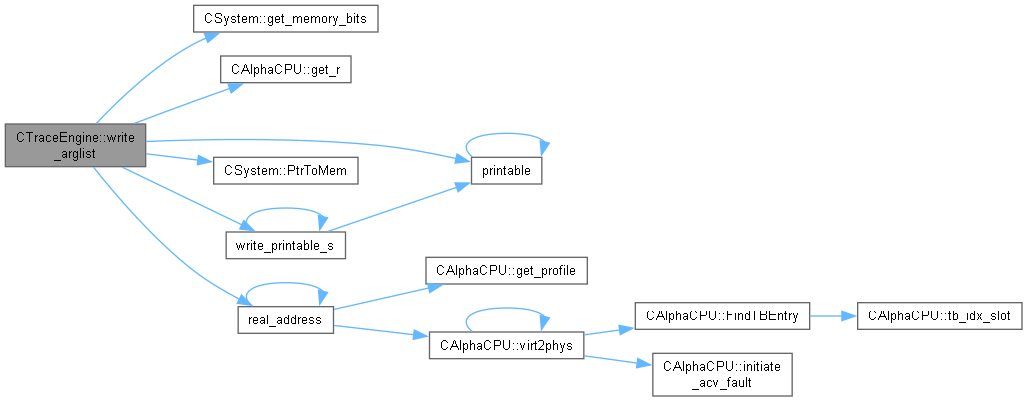 CSystem::get_memory_bits
CAlphaCPU::get_r
CTraceEngine::write
_arglist
printable
CSystem::PtrToMem
write_printable_s
CAlphaCPU::get_profile
real_address
CAlphaCPU::FindTBEntry
CAlphaCPU::tb_idx_slot
CAlphaCPU::virt2phys
CAlphaCPU::initiate
_acv_fault